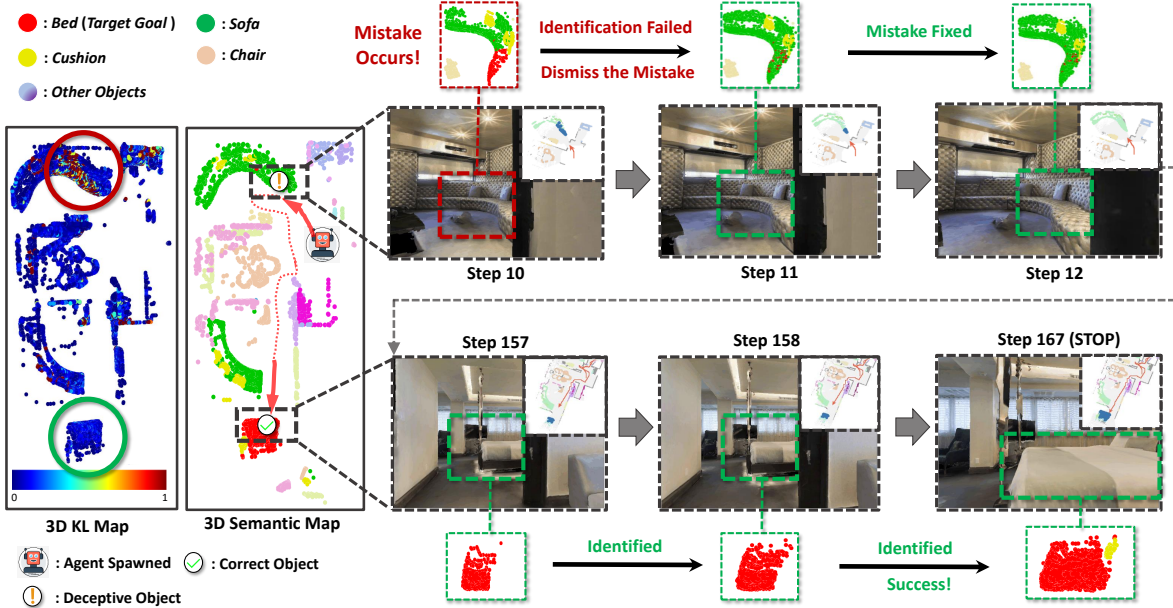 : Bed (Target Goal )
: Sofa
: Cushion
: Chair
: Other Objects
Mistake
Occurs!
Identification Failed
Dismiss the Mistake
Mistake Fixed
Step 10
Step 11
Step 12
Step 157
Step 158
Step 167 (STOP)
0
1
3D KL Map
3D Semantic Map
: Agent Spawned
: Correct Object
: Deceptive Object
Identified
Identified
Success!